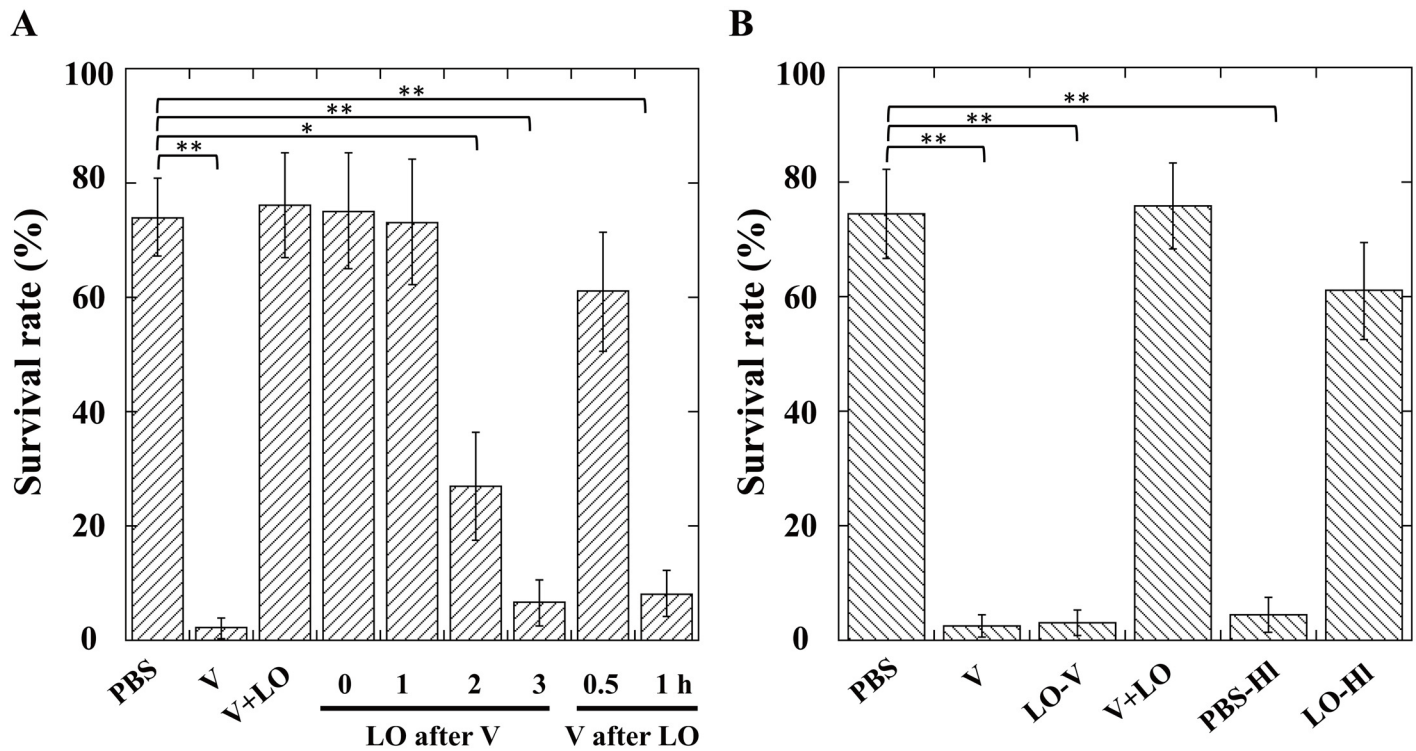 A
Survival rate (%)
100
80
60
40
20
0
**
**
*
**
PBS
V
V+LO
0 1 2 3
LO after V
0.5 1 h
V after LO
B
Survival rate (%)
100
80
60
40
20
0
**
**
**
PBS
V
LO-V
V+LO
PBS-HI
LO-HI